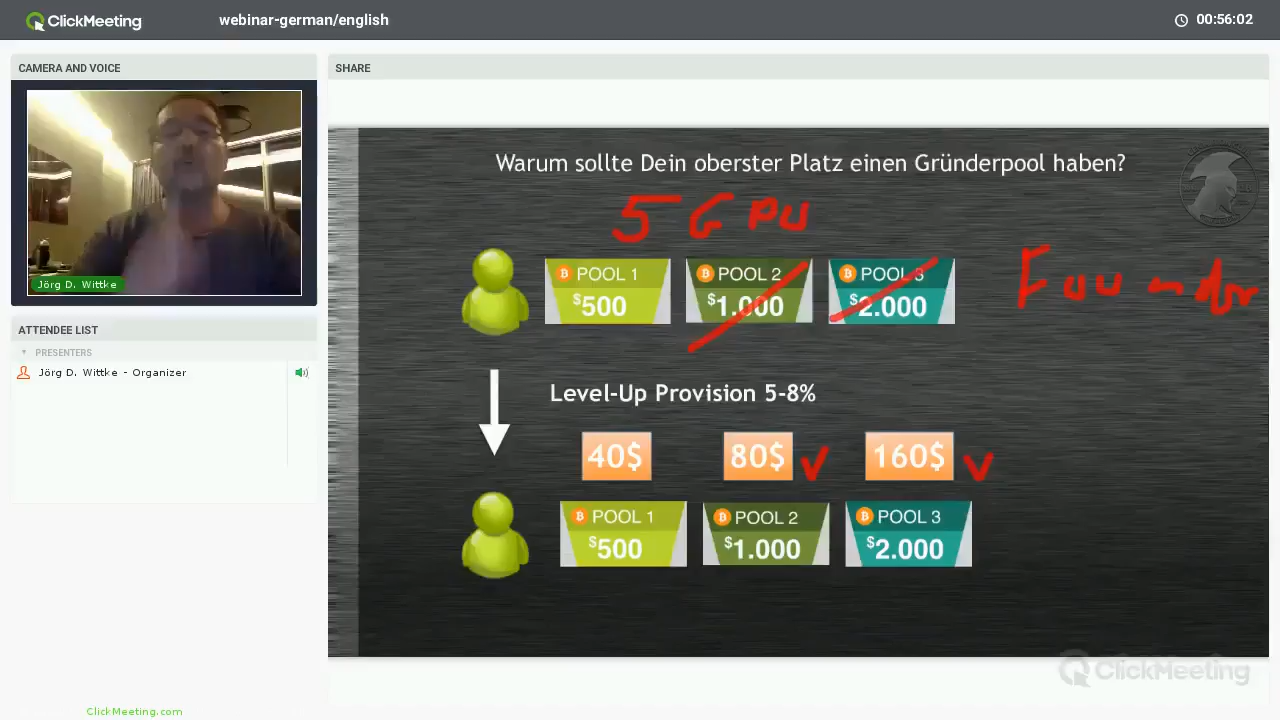 ClickMeeting
webinar-german/english
00:56:02
CAMERA AND VOICE
Jörg D. Wittke
ATTENDEE LIST
PRESENTERS
Jörg D. Wittke - Organizer
SHARE
Warum sollte Dein oberster Platz einen Gründerpool haben?
5 GPU
POOL 1
$500
POOL 2
$1.000
POOL 3
$2.000
Founder
Level-Up Provision 5-8%
40$
80$
160$
POOL 1
$500
POOL 2
$1.000
POOL 3
$2.000
ClickMeeting
ClickMeeting.com